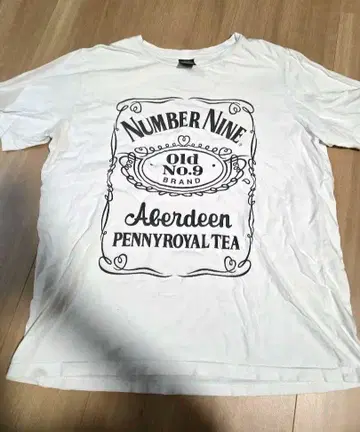 NUMBER NINE
Old
No.9
BRAND
Aberdeen
PENNYROYAL TEA